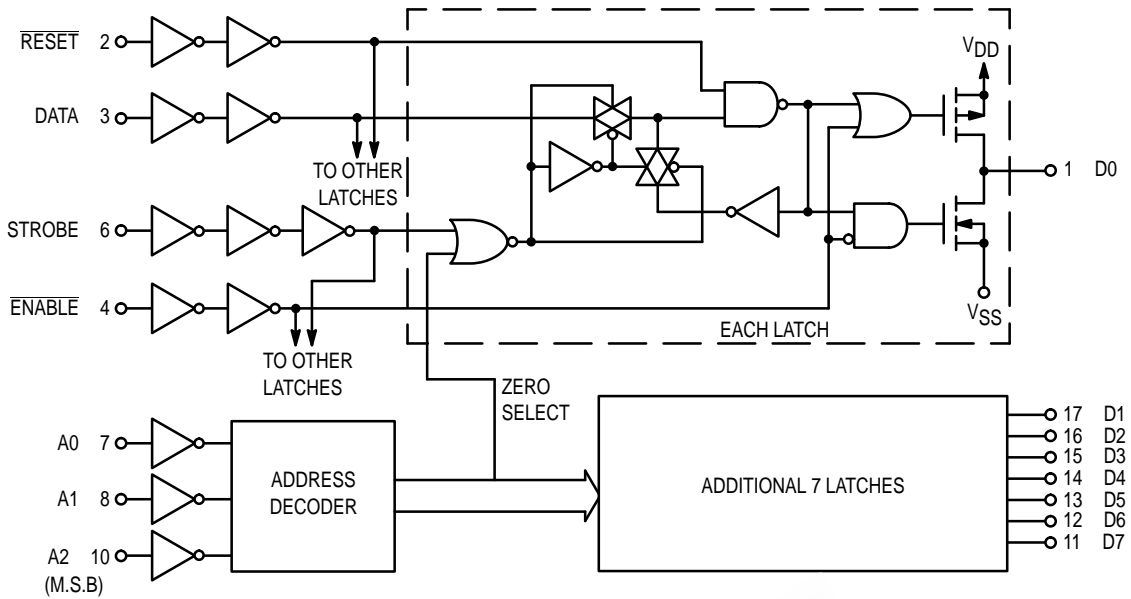 RESET 2
DATA 3
TO OTHER
LATCHES
STROBE 6
ENABLE 4
TO OTHER
LATCHES
VDD
1 D0
VSS
EACH LATCH
ZERO
SELECT
A0 7
A1 8
A2 10
(M.S.B)
ADDRESS
DECODER
ADDITIONAL 7 LATCHES
17 D1
16 D2
15 D3
14 D4
13 D5
12 D6
11 D7